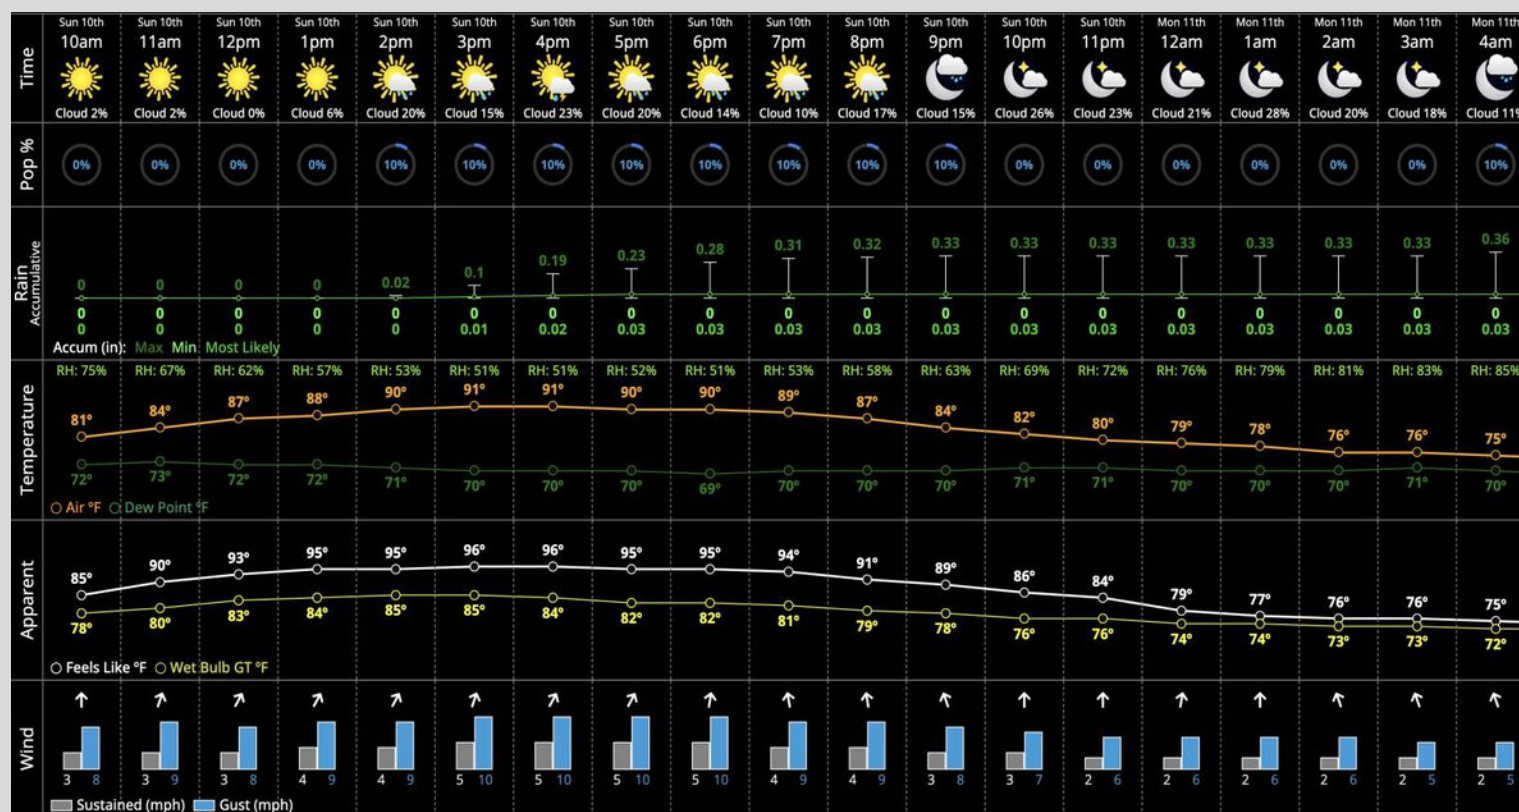 Time
Sun 10th Sun 10th Sun 10th Sun 10th Sun 10th Sun 10th Sun 10th Sun 10th Sun 10th Sun 10th Sun 10th Sun 10th Sun 10th Sun 10th Mon 11th Mon 11th Mon 11th Mon 11th Mon 11th
10am 11am 12pm 1pm 2pm 3pm 4pm 5pm 6pm 7pm 8pm 9pm 10pm 11pm 12am 1am 2am 3am 4am
Cloud 2% Cloud 2% Cloud 0% Cloud 6% Cloud 20% Cloud 15% Cloud 23% Cloud 20% Cloud 14% Cloud 10% Cloud 17% Cloud 15% Cloud 26% Cloud 23% Cloud 21% Cloud 28% Cloud 20% Cloud 18% Cloud 11%
Pop %
0% 0% 0% 0% 10% 10% 10% 10% 10% 10% 10% 10% 0% 0% 0% 0% 0% 0% 10%
Rain
Accumulative
0 0 0 0 0.02 0.1 0.19 0.23 0.28 0.31 0.32 0.33 0.33 0.33 0.33 0.33 0.33 0.33 0.36
0 0 0 0 0 0 0 0 0 0 0 0 0 0 0 0 0 0 0
0 0 0 0 0 0.01 0.02 0.03 0.03 0.03 0.03 0.03 0.03 0.03 0.03 0.03 0.03 0.03 0.03
Accum (in): Max Min Most Likely
Temperature
RH: 75% RH: 67% RH: 62% RH: 57% RH: 53% RH: 51% RH: 51% RH: 52% RH: 51% RH: 53% RH: 58% RH: 63% RH: 69% RH: 72% RH: 76% RH: 79% RH: 81% RH: 83% RH: 85%
81° 84° 87° 88° 90° 91° 91° 90° 90° 89° 87° 84° 82° 80° 79° 78° 76° 76° 75°
72° 73° 72° 72° 71° 70° 70° 70° 69° 70° 70° 70° 71° 71° 70° 70° 70° 71° 70°
Air °F Dew Point °F
Apparent
85° 90° 93° 95° 95° 96° 96° 95° 95° 94° 91° 89° 86° 84° 79° 77° 76° 76° 75°
78° 80° 83° 84° 85° 85° 84° 82° 82° 81° 79° 78° 76° 76° 74° 74° 73° 73° 72°
Feels Like °F Wet Bulb GT °F
Wind
3 8 3 9 3 8 4 9 4 9 5 10 5 10 5 10 5 10 4 9 4 9 3 8 3 7 2 6 2 6 2 6 2 6 2 5 2 5
Sustained (mph) Gust (mph)